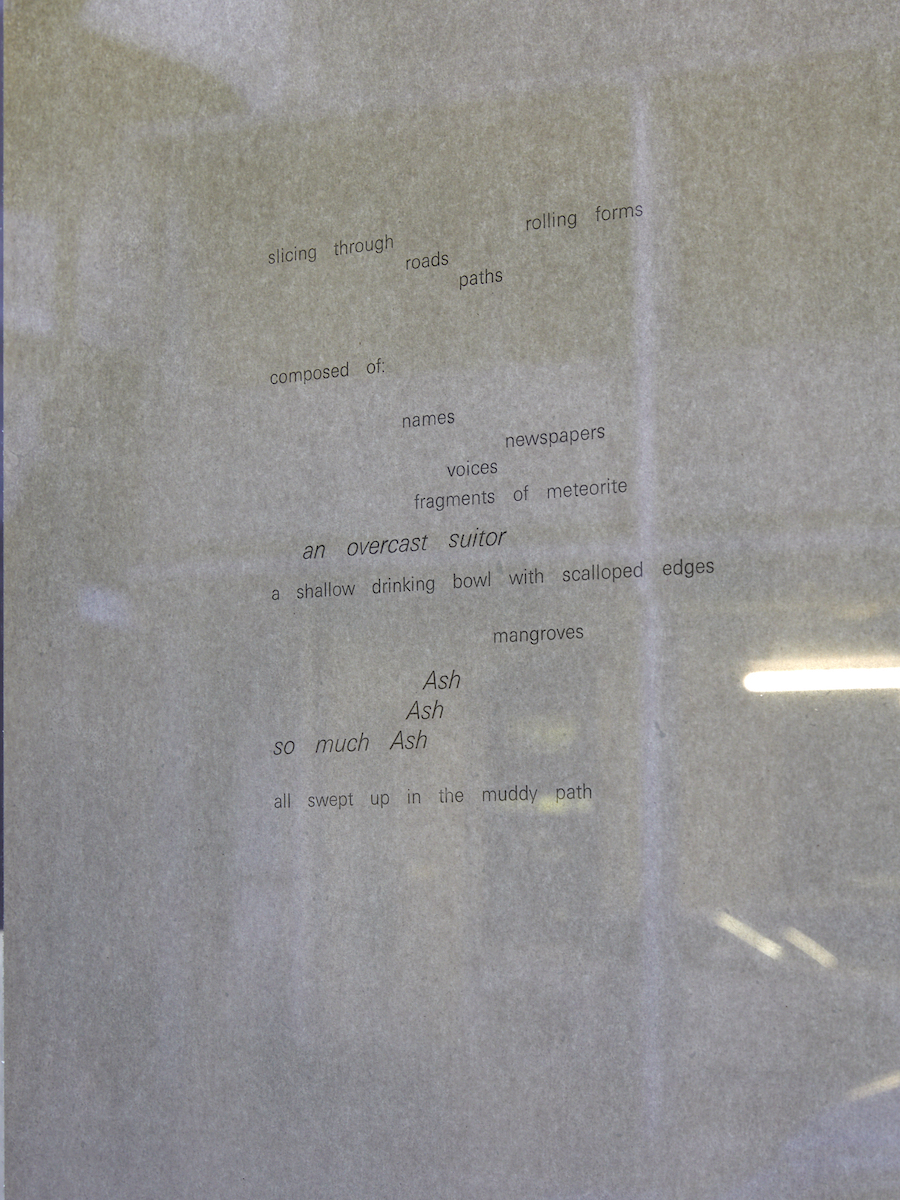 rolling forms
slicing through
roads
paths
composed of:
names
newspapers
voices
fragments of meteorite
an overcast suitor
a shallow drinking bowl with scalloped edges
mangroves
Ash
Ash
so much Ash
all swept up in the muddy path